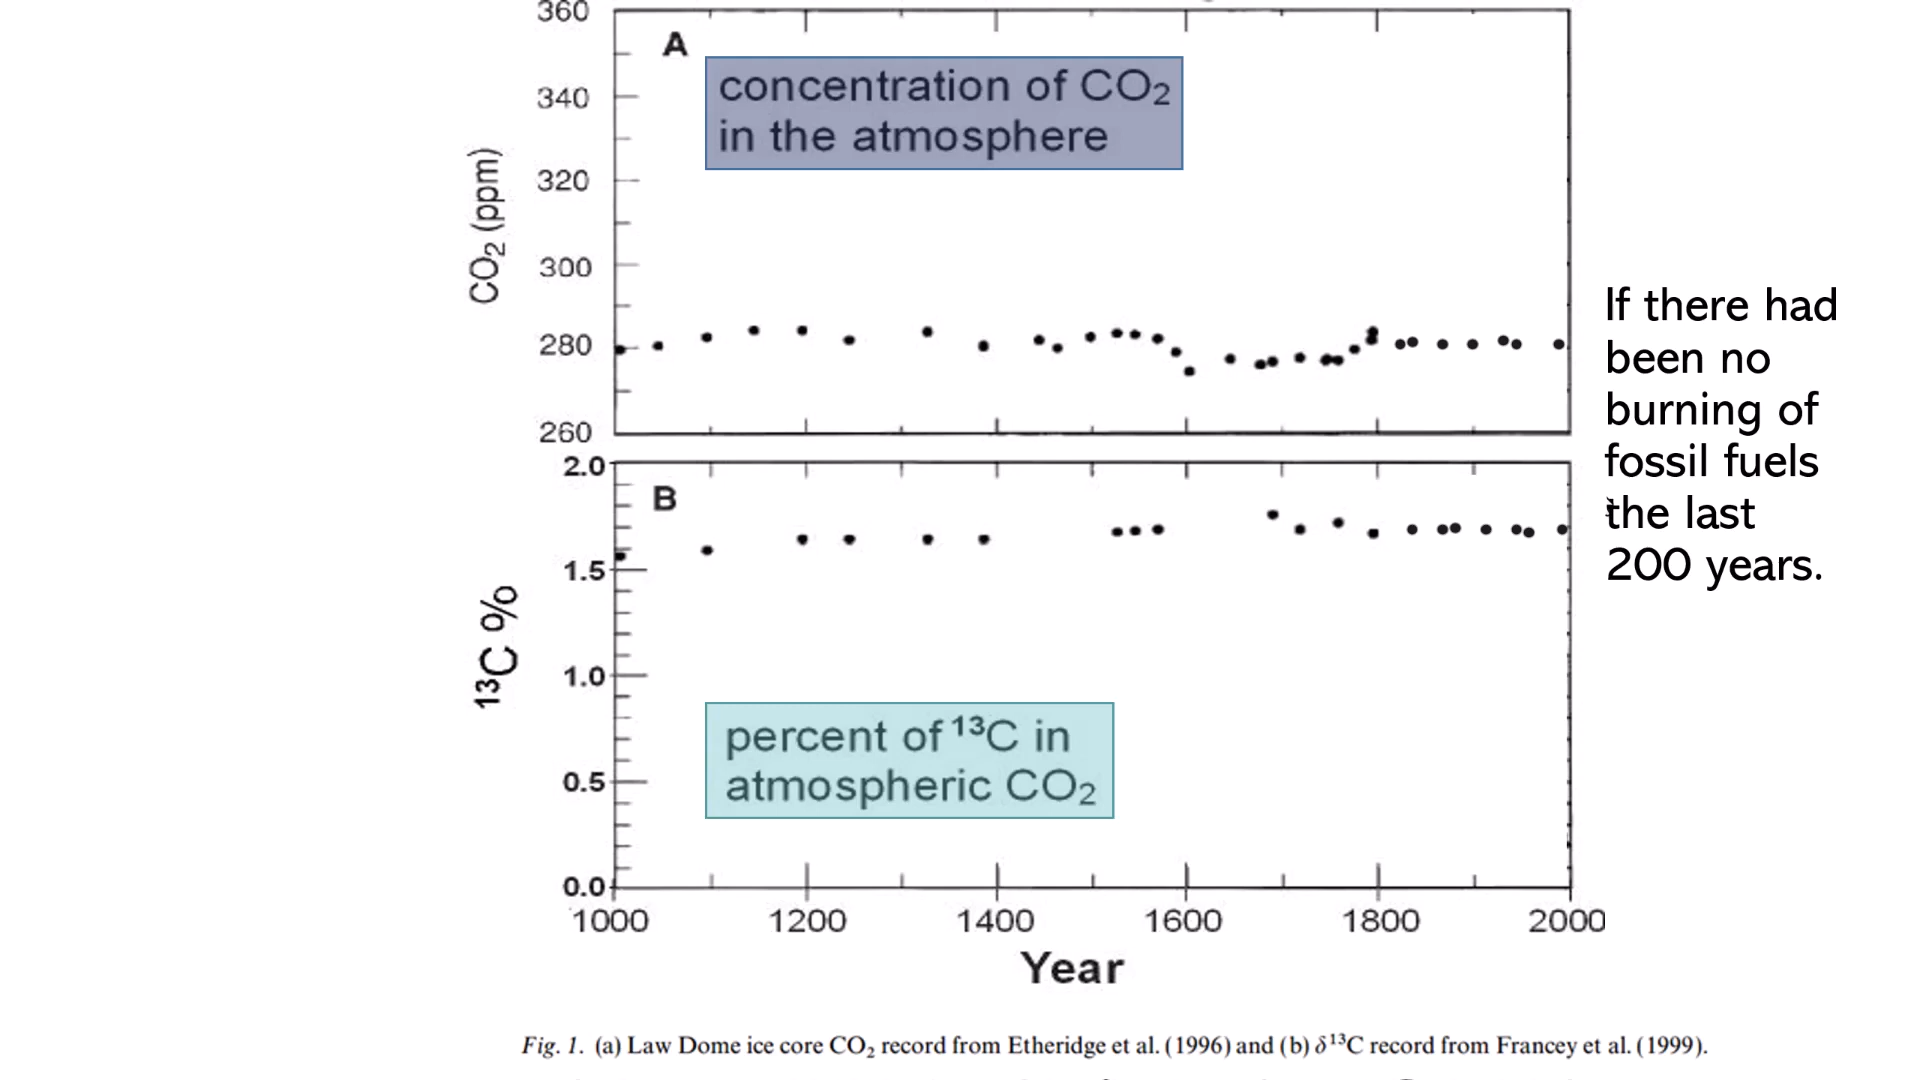 360
A
concentration of CO₂
in the atmosphere
340
320
300
280
260
CO₂ (ppm)
If there had
been no
burning of
fossil fuels
the last
200 years.
2.0
B
1.5
1.0
0.5
0.0
¹³C %
percent of ¹³C in
atmospheric CO₂
1000 1200 1400 1600 1800 2000
Year
Fig. 1. (a) Law Dome ice core CO₂ record from Etheridge et al. (1996) and (b) δ¹³C record from Francey et al. (1999).